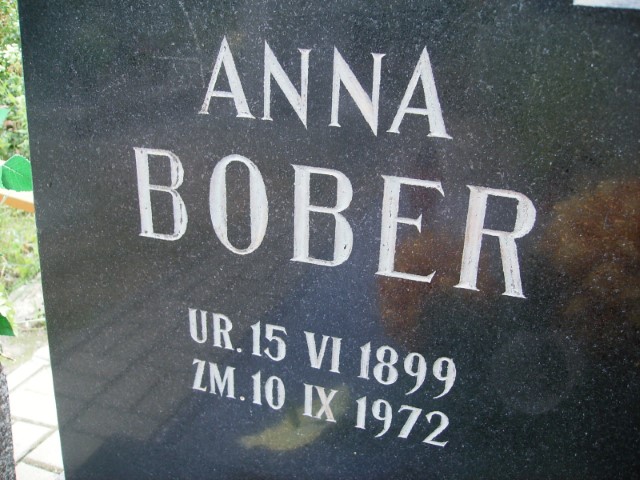 ANNA
BOBER
UR. 15 VI 1899
ZM. 10 IX 1972